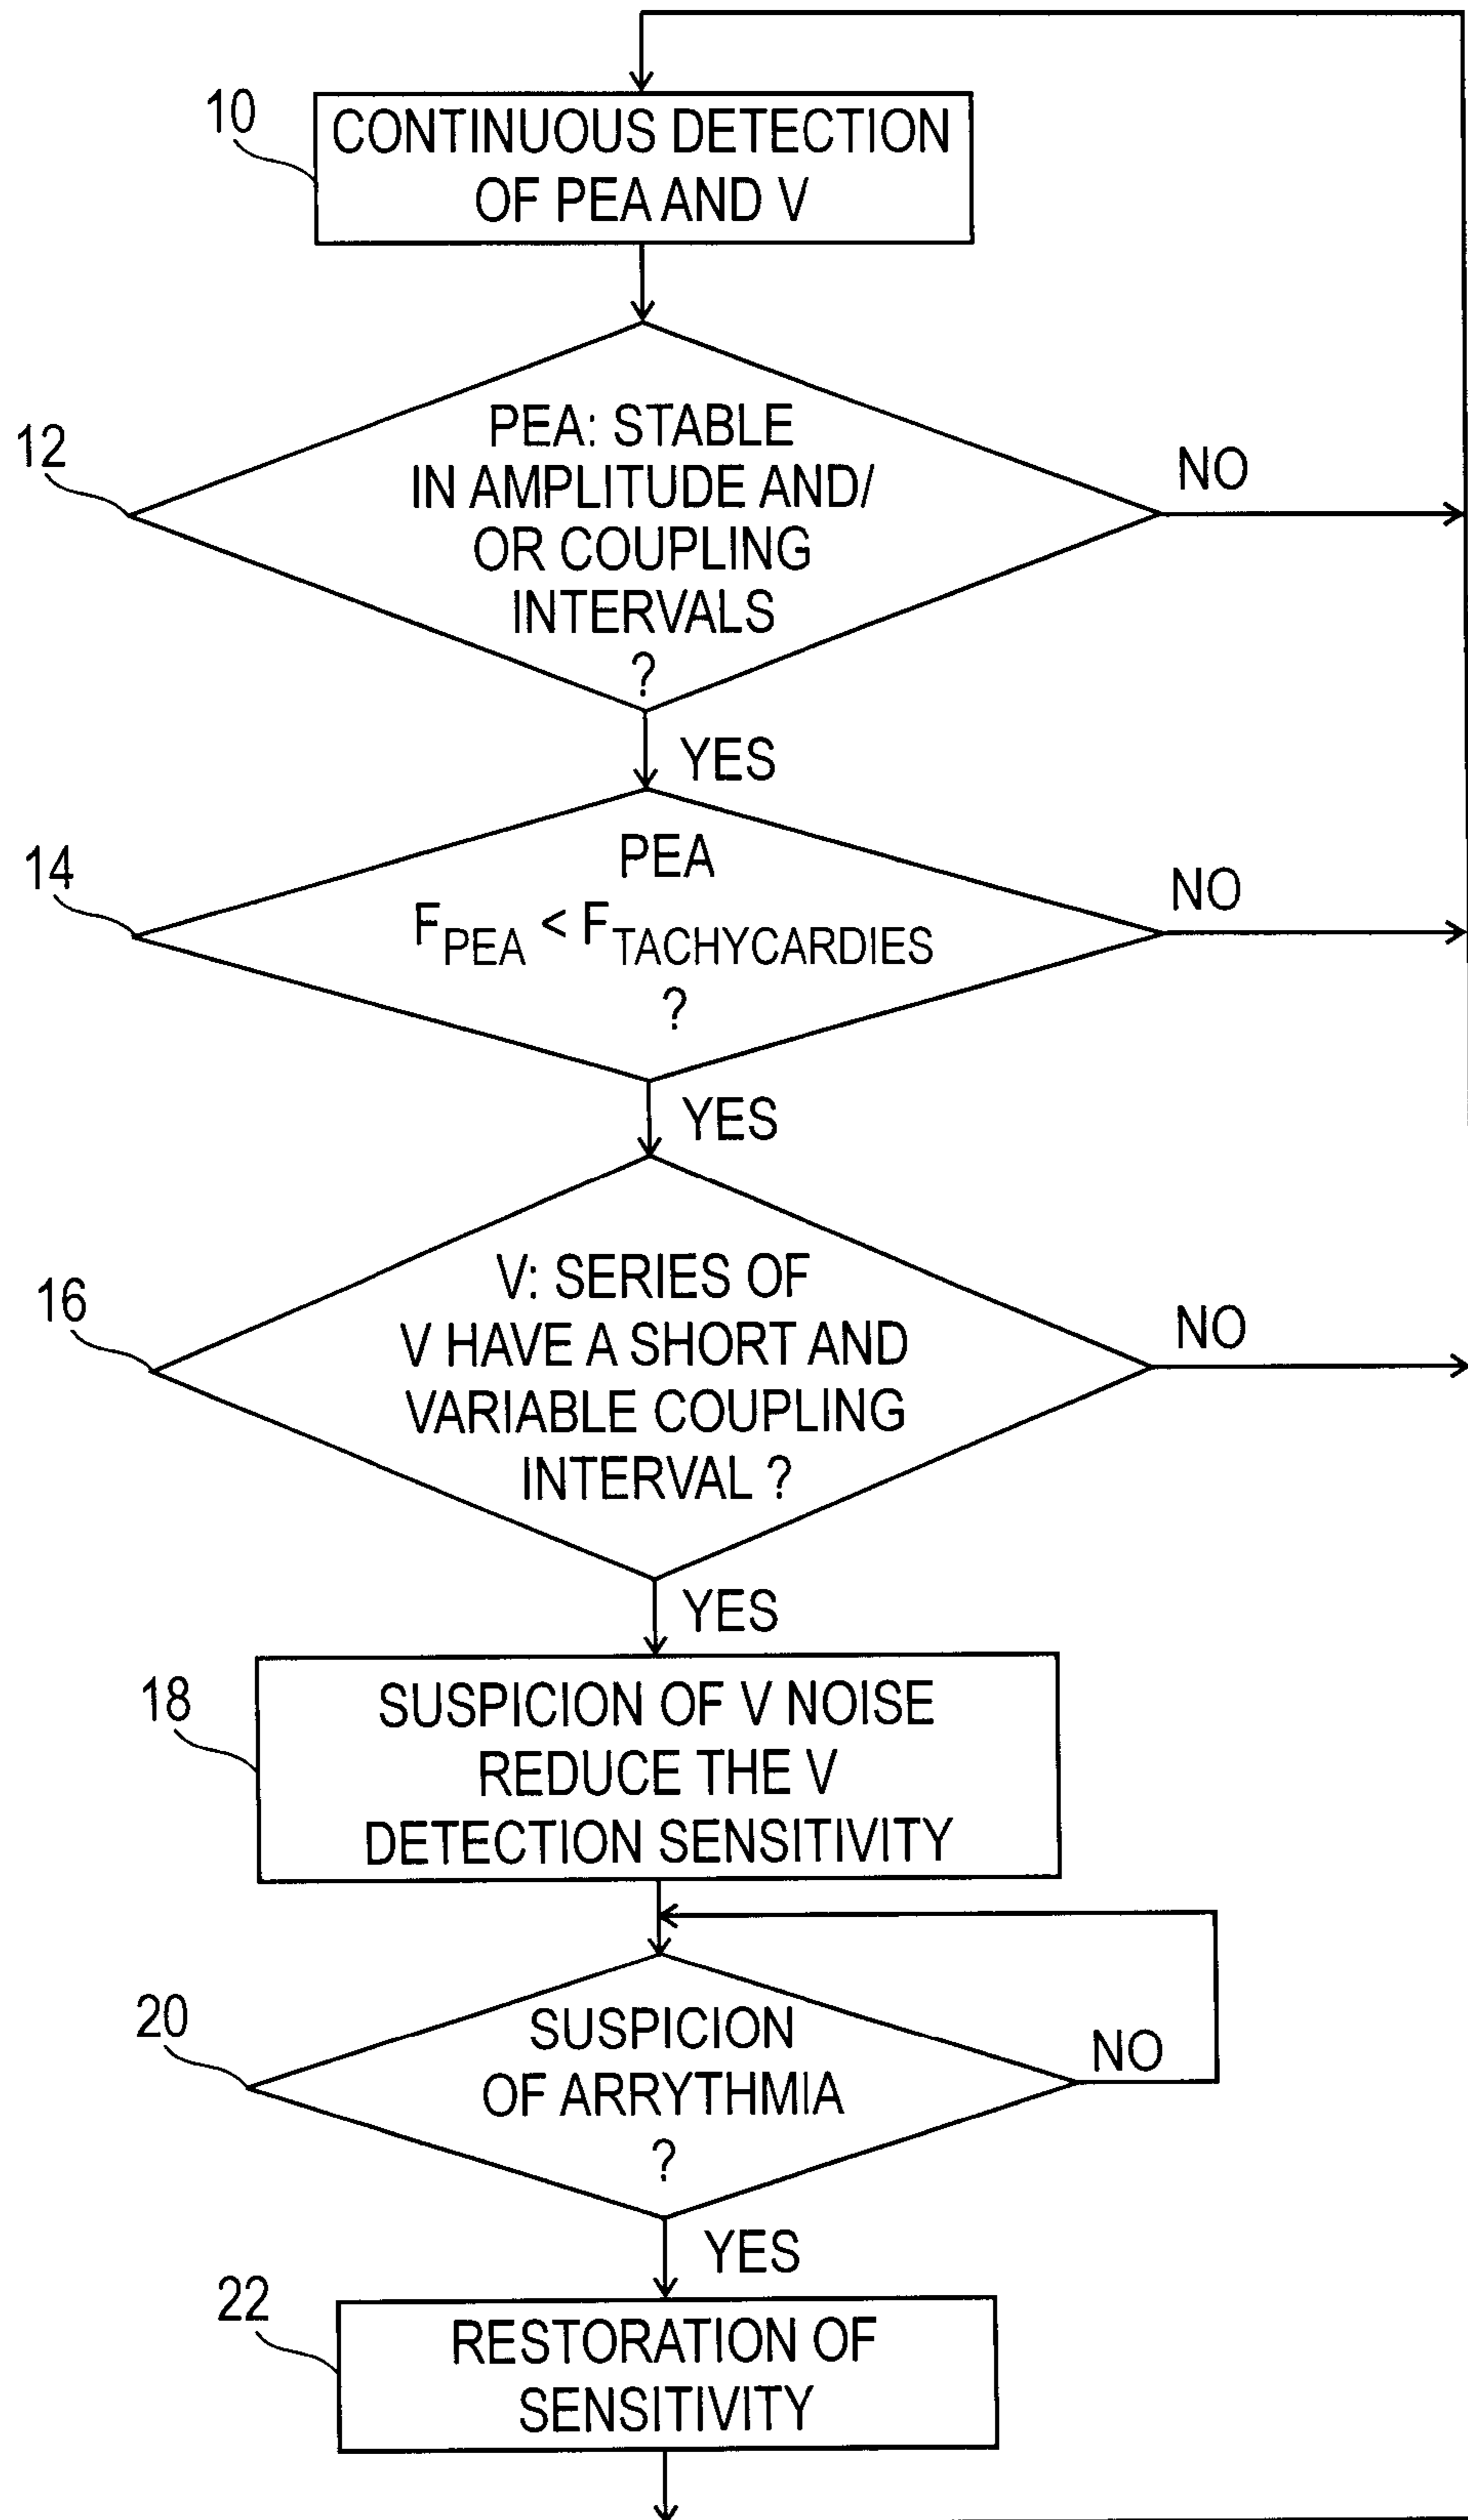 10
CONTINUOUS DETECTION
OF PEA AND V
12
PEA: STABLE
IN AMPLITUDE AND/
OR COUPLING
INTERVALS
?
NO
YES
14
PEA
F_PEA < F_TACHYCARDIES
?
NO
YES
16
V: SERIES OF
V HAVE A SHORT AND
VARIABLE COUPLING
INTERVAL ?
NO
YES
18
SUSPICION OF V NOISE
REDUCE THE V
DETECTION SENSITIVITY
20
SUSPICION
OF ARRYTHMIA
?
NO
YES
22
RESTORATION OF
SENSITIVITY